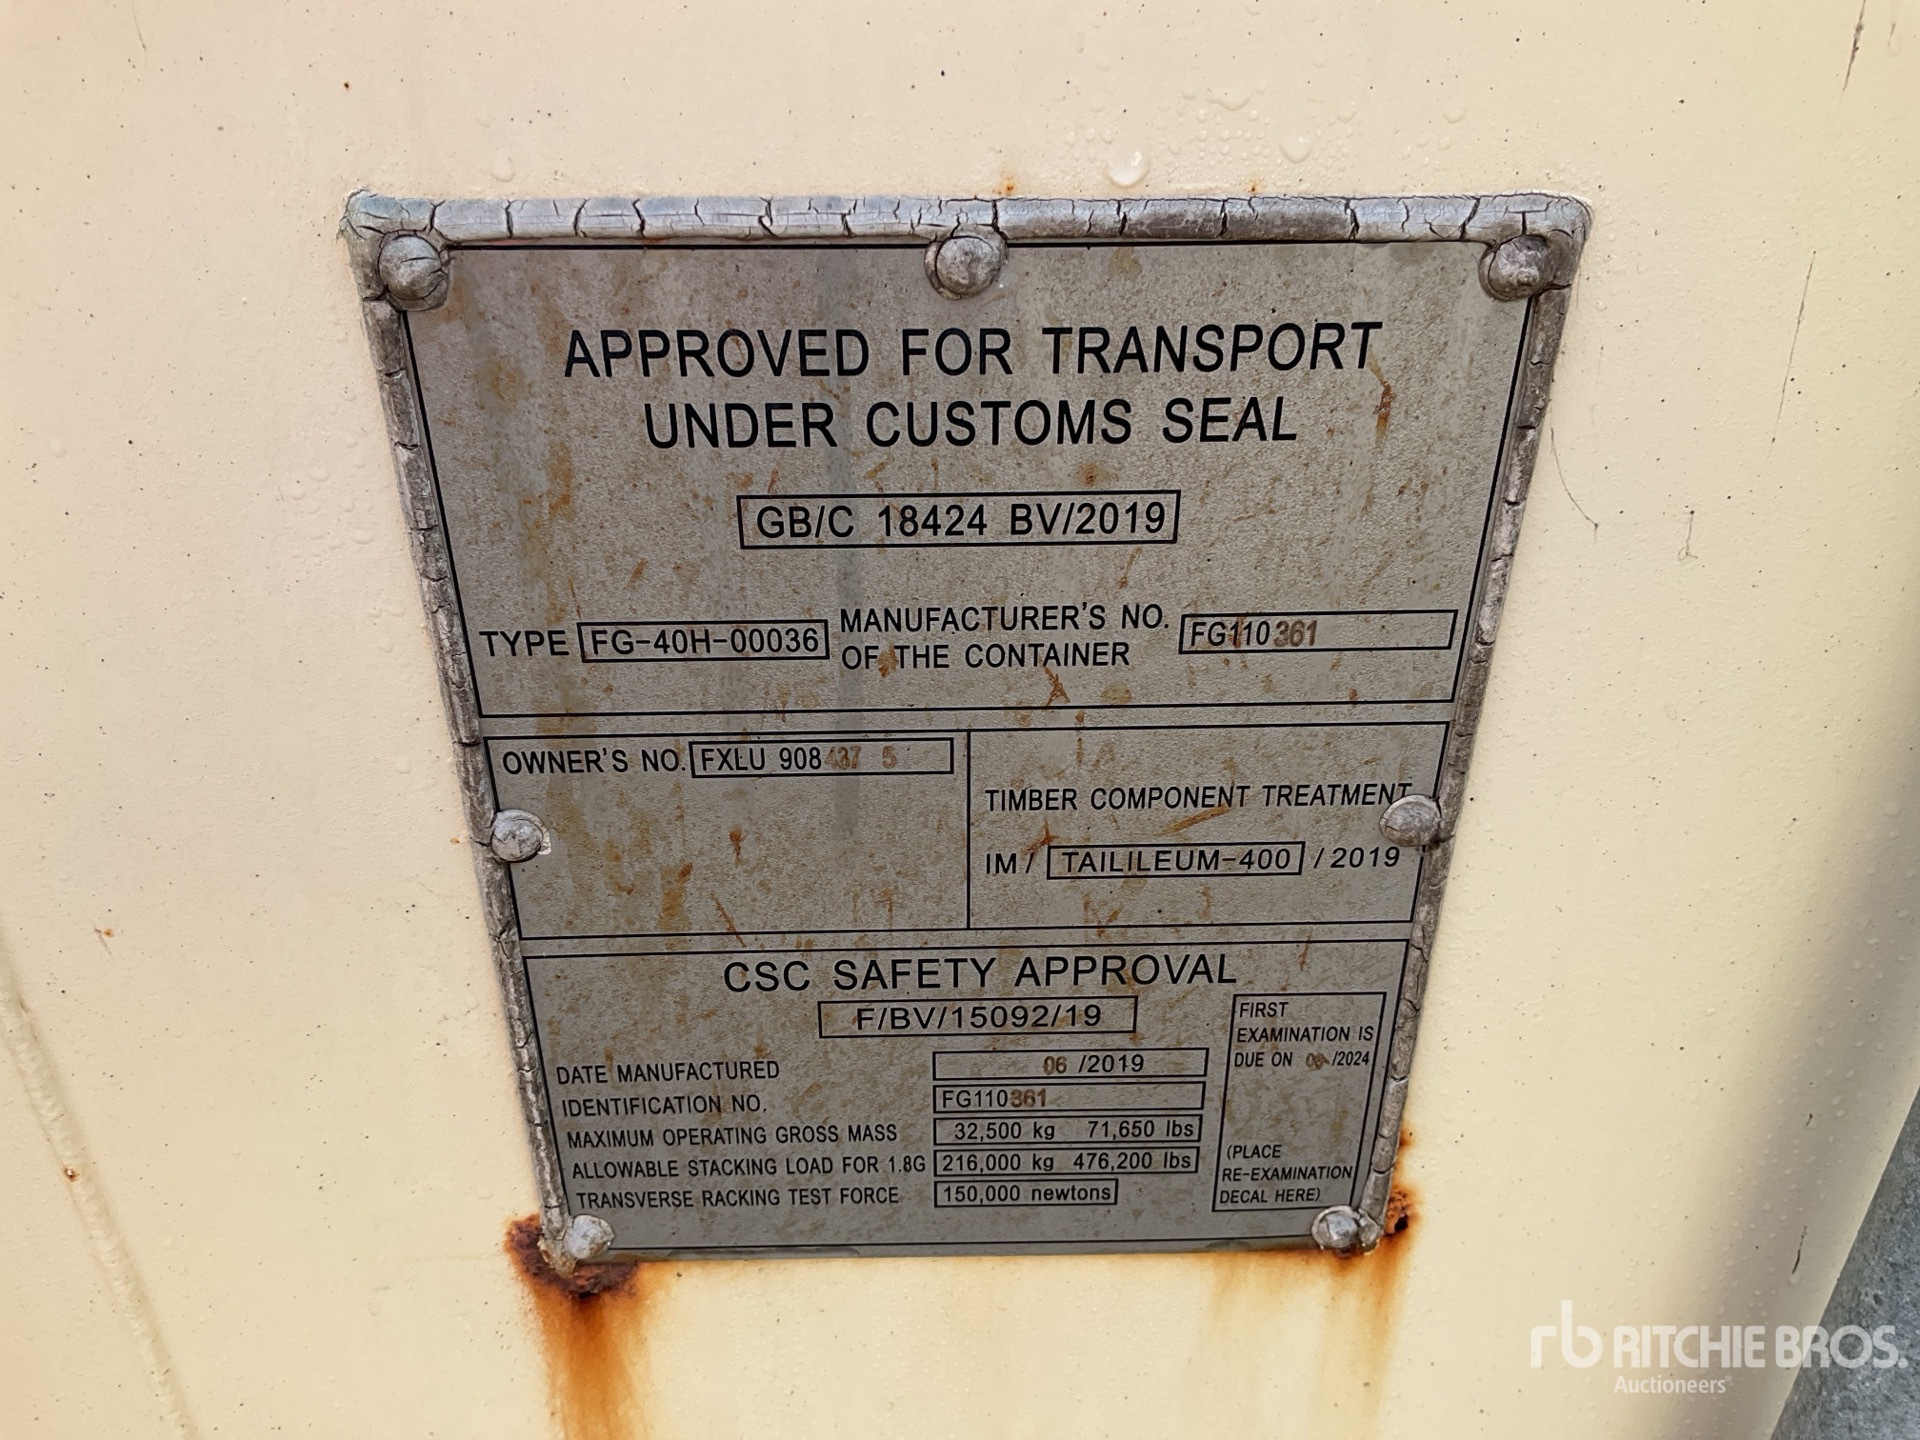 APPROVED FOR TRANSPORT
UNDER CUSTOMS SEAL
GB/C 18424 BV/2019
TYPE FG-40H-00036 MANUFACTURER'S NO. OF THE CONTAINER FG110361
OWNER'S NO. FXLU 908437 5
TIMBER COMPONENT TREATMENT
IM / TAILILEUM-400 / 2019
CSC SAFETY APPROVAL
F/BV/15092/19
DATE MANUFACTURED 06 /2019
IDENTIFICATION NO. FG110361
MAXIMUM OPERATING GROSS MASS 32,500 kg 71,650 lbs
ALLOWABLE STACKING LOAD FOR 1.8G 216,000 kg 476,200 lbs
TRANSVERSE RACKING TEST FORCE 150,000 newtons
FIRST
EXAMINATION IS
DUE ON /2024
(PLACE
RE-EXAMINATION
DECAL HERE)
rb RITCHIE BROS.
Auctioneers